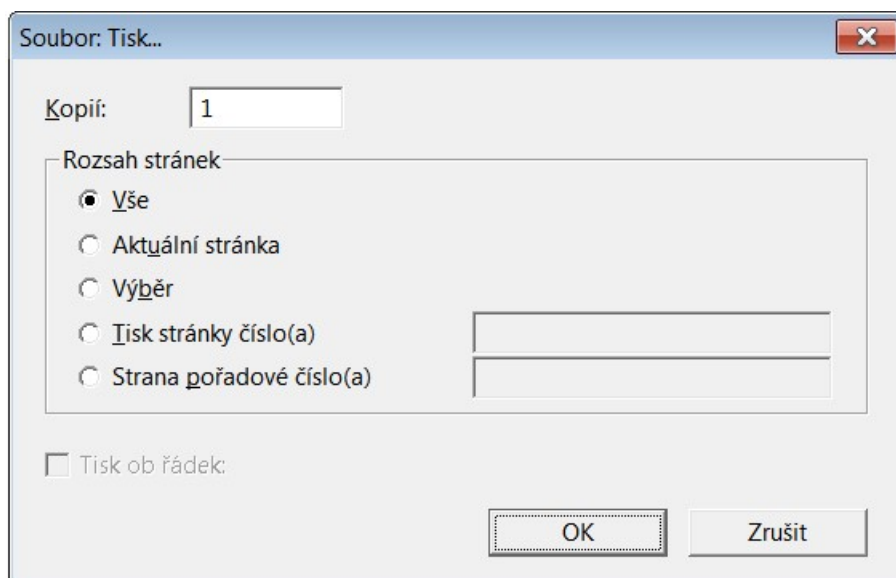 Soubor: Tisk...
Kopií: 1
Rozsah stránek
Vše
Aktuální stránka
Výběr
Tisk stránky číslo(a)
Strana pořadové číslo(a)
Tisk ob řádek:
OK Zrušit